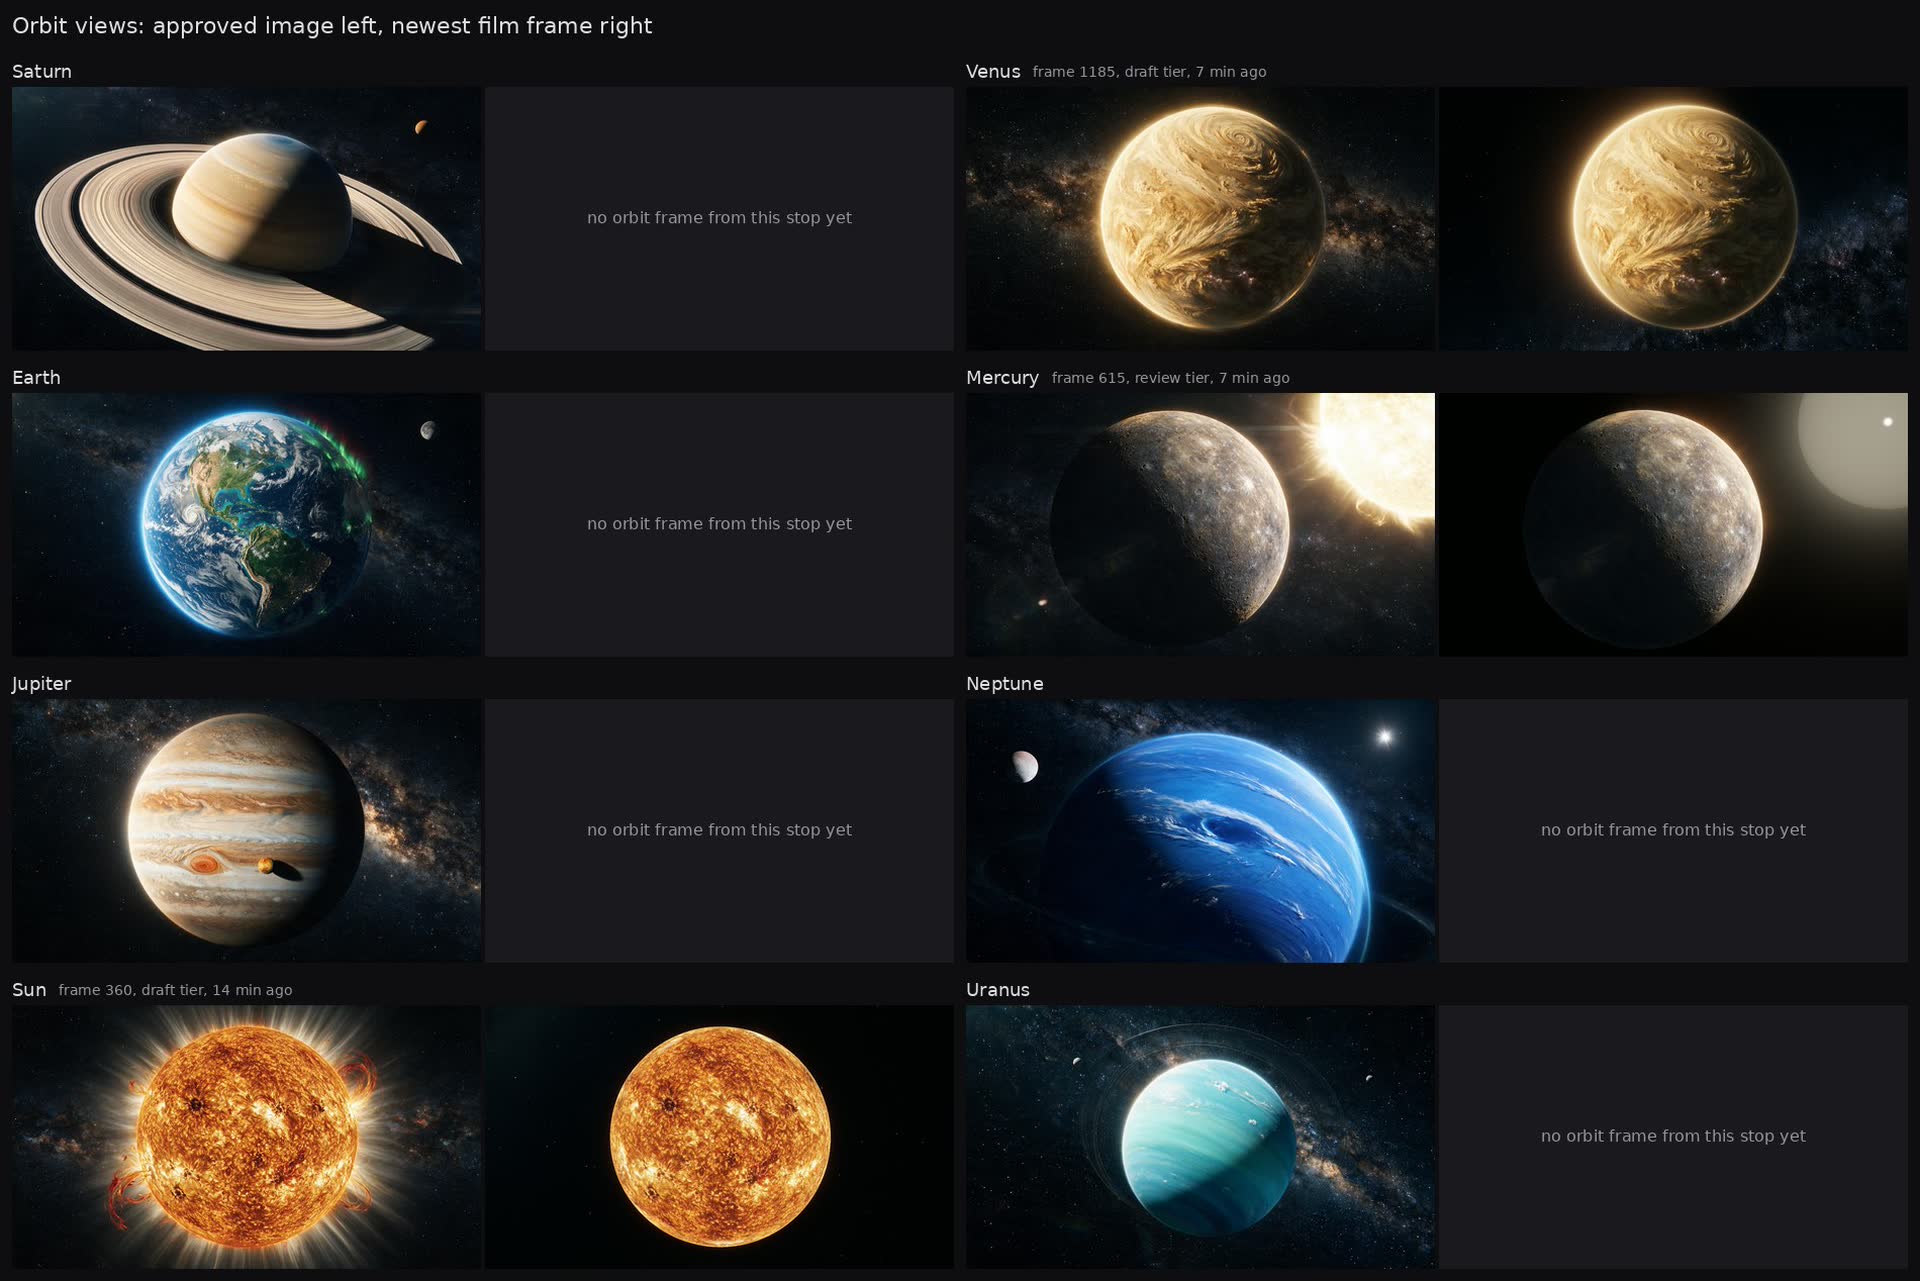 Orbit views: approved image left, newest film frame right
Saturn
no orbit frame from this stop yet
Venus frame 1185, draft tier, 7 min ago
Earth
no orbit frame from this stop yet
Mercury frame 615, review tier, 7 min ago
Jupiter
no orbit frame from this stop yet
Neptune
no orbit frame from this stop yet
Sun frame 360, draft tier, 14 min ago
Uranus
no orbit frame from this stop yet